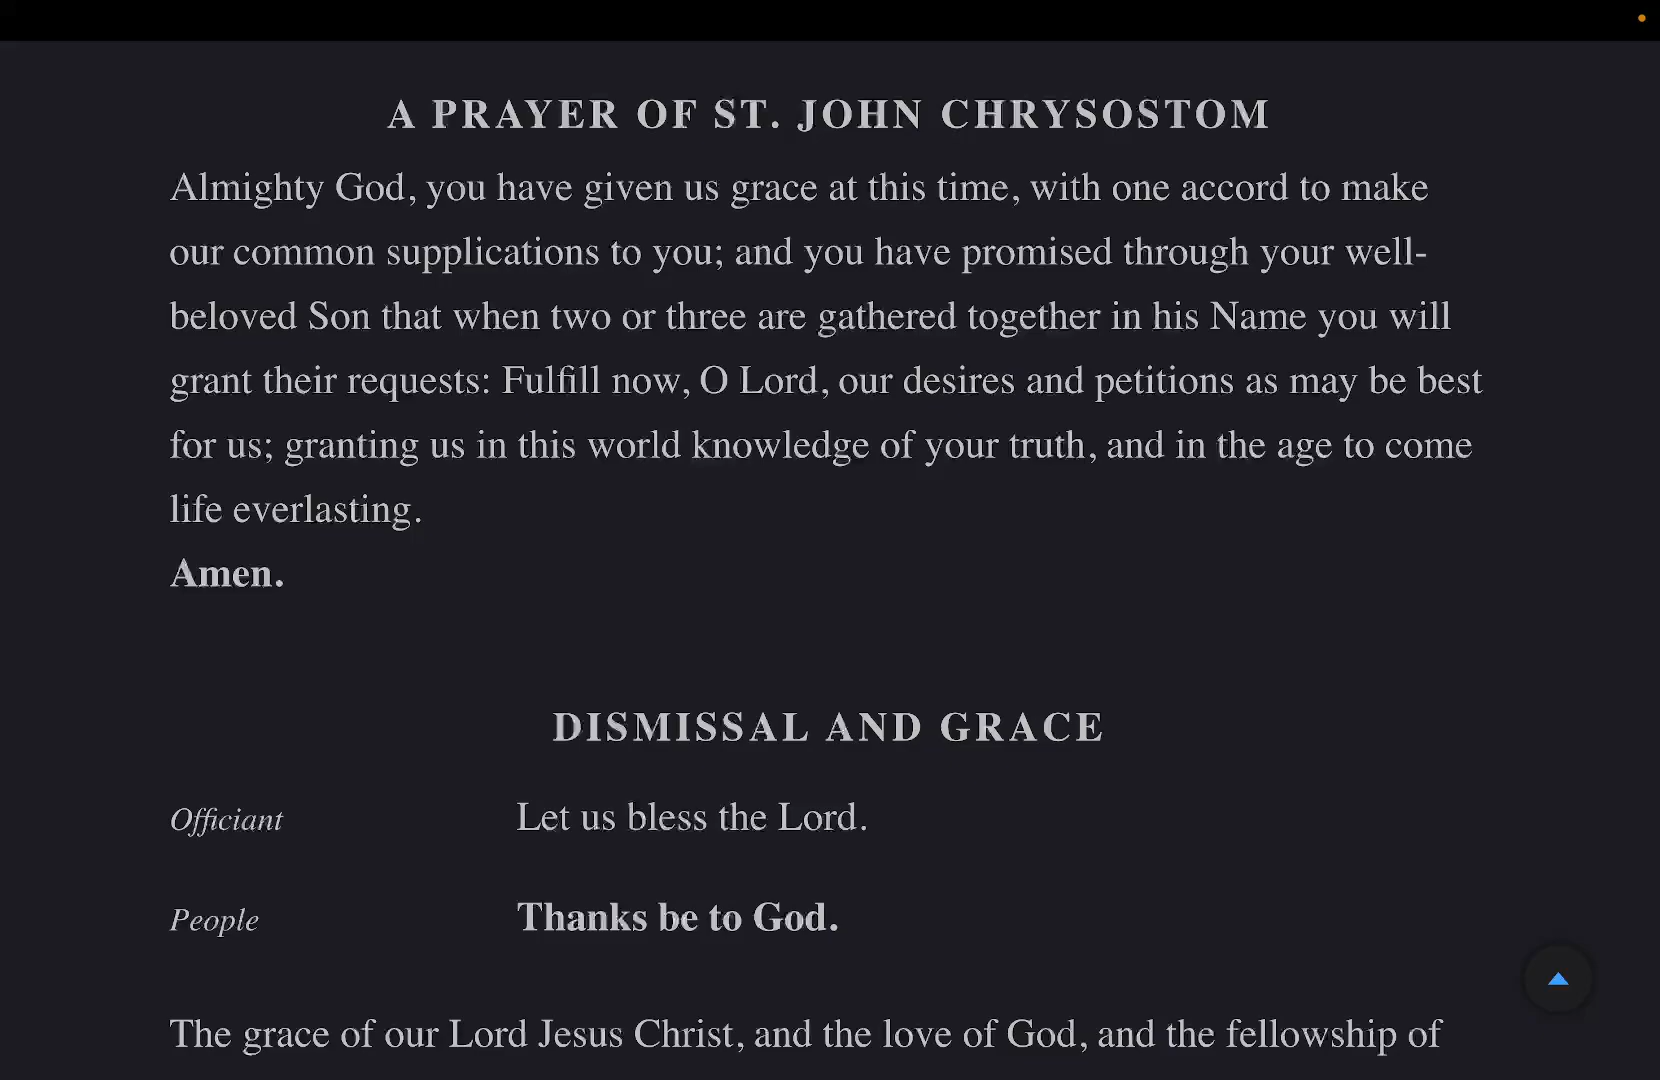 A PRAYER OF ST. JOHN CHRYSOSTOM
Almighty God, you have given us grace at this time, with one accord to make
our common supplications to you; and you have promised through your well-
beloved Son that when two or three are gathered together in his Name you will
grant their requests: Fulfill now, O Lord, our desires and petitions as may be best
for us; granting us in this world knowledge of your truth, and in the age to come
life everlasting.
Amen.
DISMISSAL AND GRACE
Officiant Let us bless the Lord.
People Thanks be to God.
The grace of our Lord Jesus Christ, and the love of God, and the fellowship of